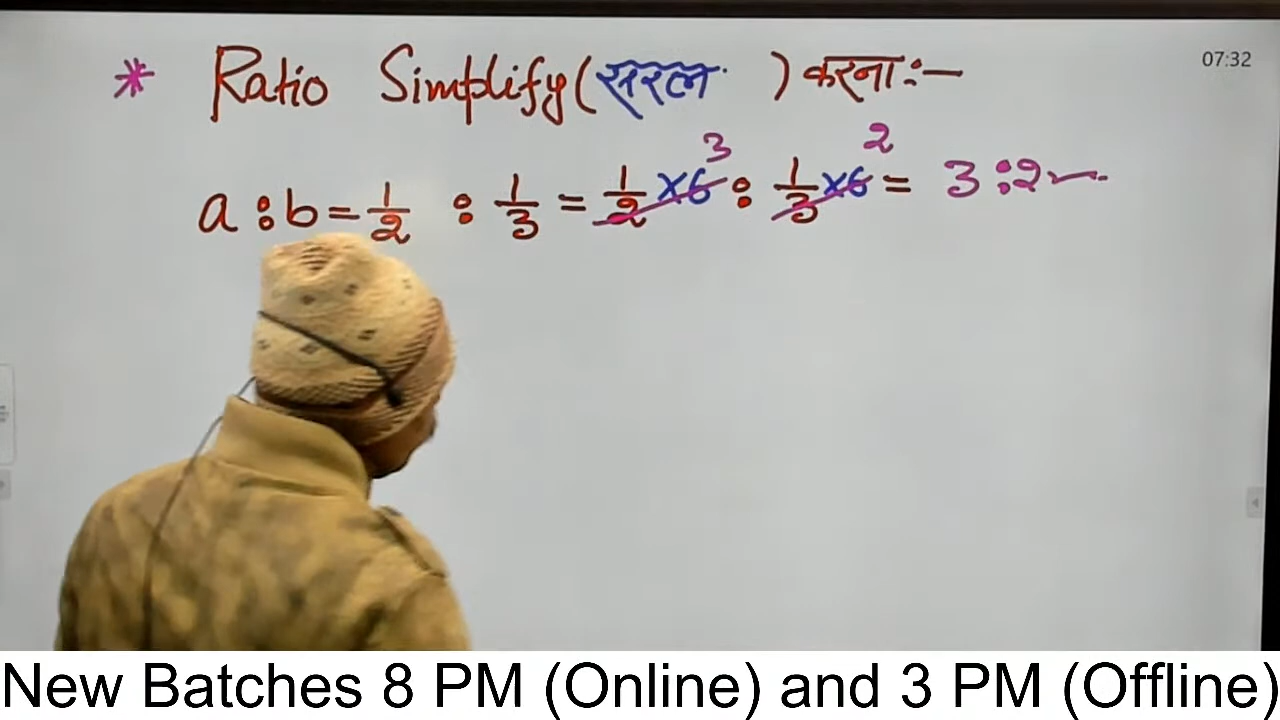 * Ratio Simplify (सरल ) करना :-
07:32
a : b = 1/2 : 1/3 = 1/2 × 6 3 : 1/3 × 6 2 = 3 : 2
New Batches 8 PM (Online) and 3 PM (Offline)